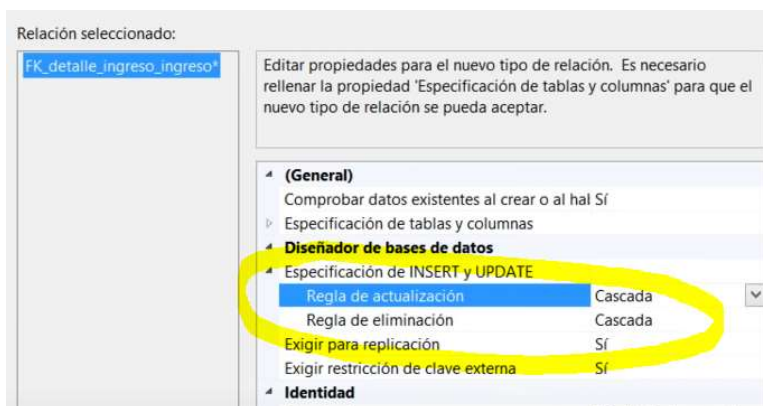 Relación seleccionado:
FK_detalle_ingreso_ingreso*
Editar propiedades para el nuevo tipo de relación. Es necesario
rellenar la propiedad 'Especificación de tablas y columnas' para que el
nuevo tipo de relación se pueda aceptar.
(General)
Comprobar datos existentes al crear o al hal Sí
Especificación de tablas y columnas
Diseñador de bases de datos
Especificación de INSERT y UPDATE
Regla de actualización Cascada
Regla de eliminación Cascada
Exigir para replicación Sí
Exigir restricción de clave externa Sí
Identidad